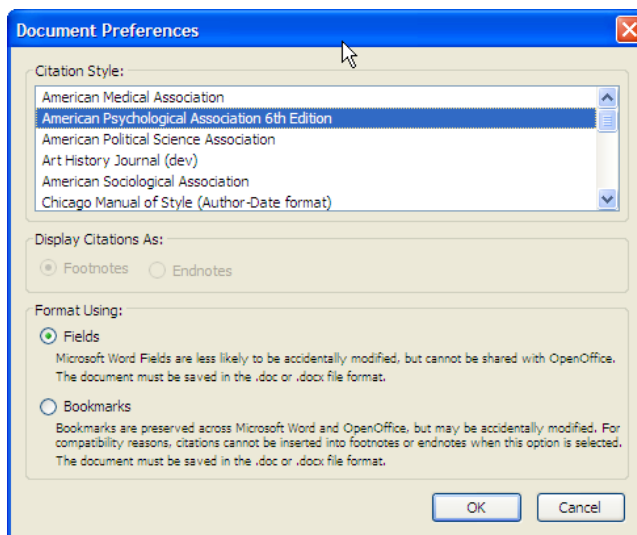 Document Preferences
Citation Style:
American Medical Association
American Psychological Association 6th Edition
American Political Science Association
Art History Journal (dev)
American Sociological Association
Chicago Manual of Style (Author-Date format)
Display Citations As:
Footnotes Endnotes
Format Using:
Fields
Microsoft Word Fields are less likely to be accidentally modified, but cannot be shared with OpenOffice.
The document must be saved in the .doc or .docx file format.
Bookmarks
Bookmarks are preserved across Microsoft Word and OpenOffice, but may be accidentally modified. For
compatibility reasons, citations cannot be inserted into footnotes or endnotes when this option is selected.
The document must be saved in the .doc or .docx file format.
OK Cancel